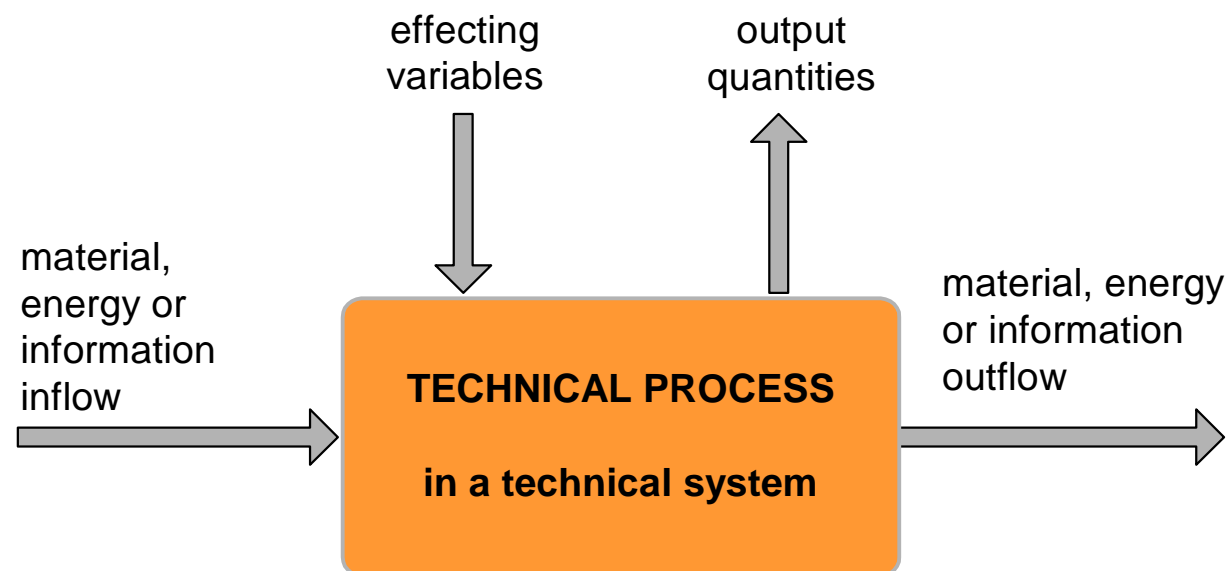 effecting
variables
output
quantities
material,
energy or
information
inflow
material, energy
or information
outflow
TECHNICAL PROCESS
in a technical system